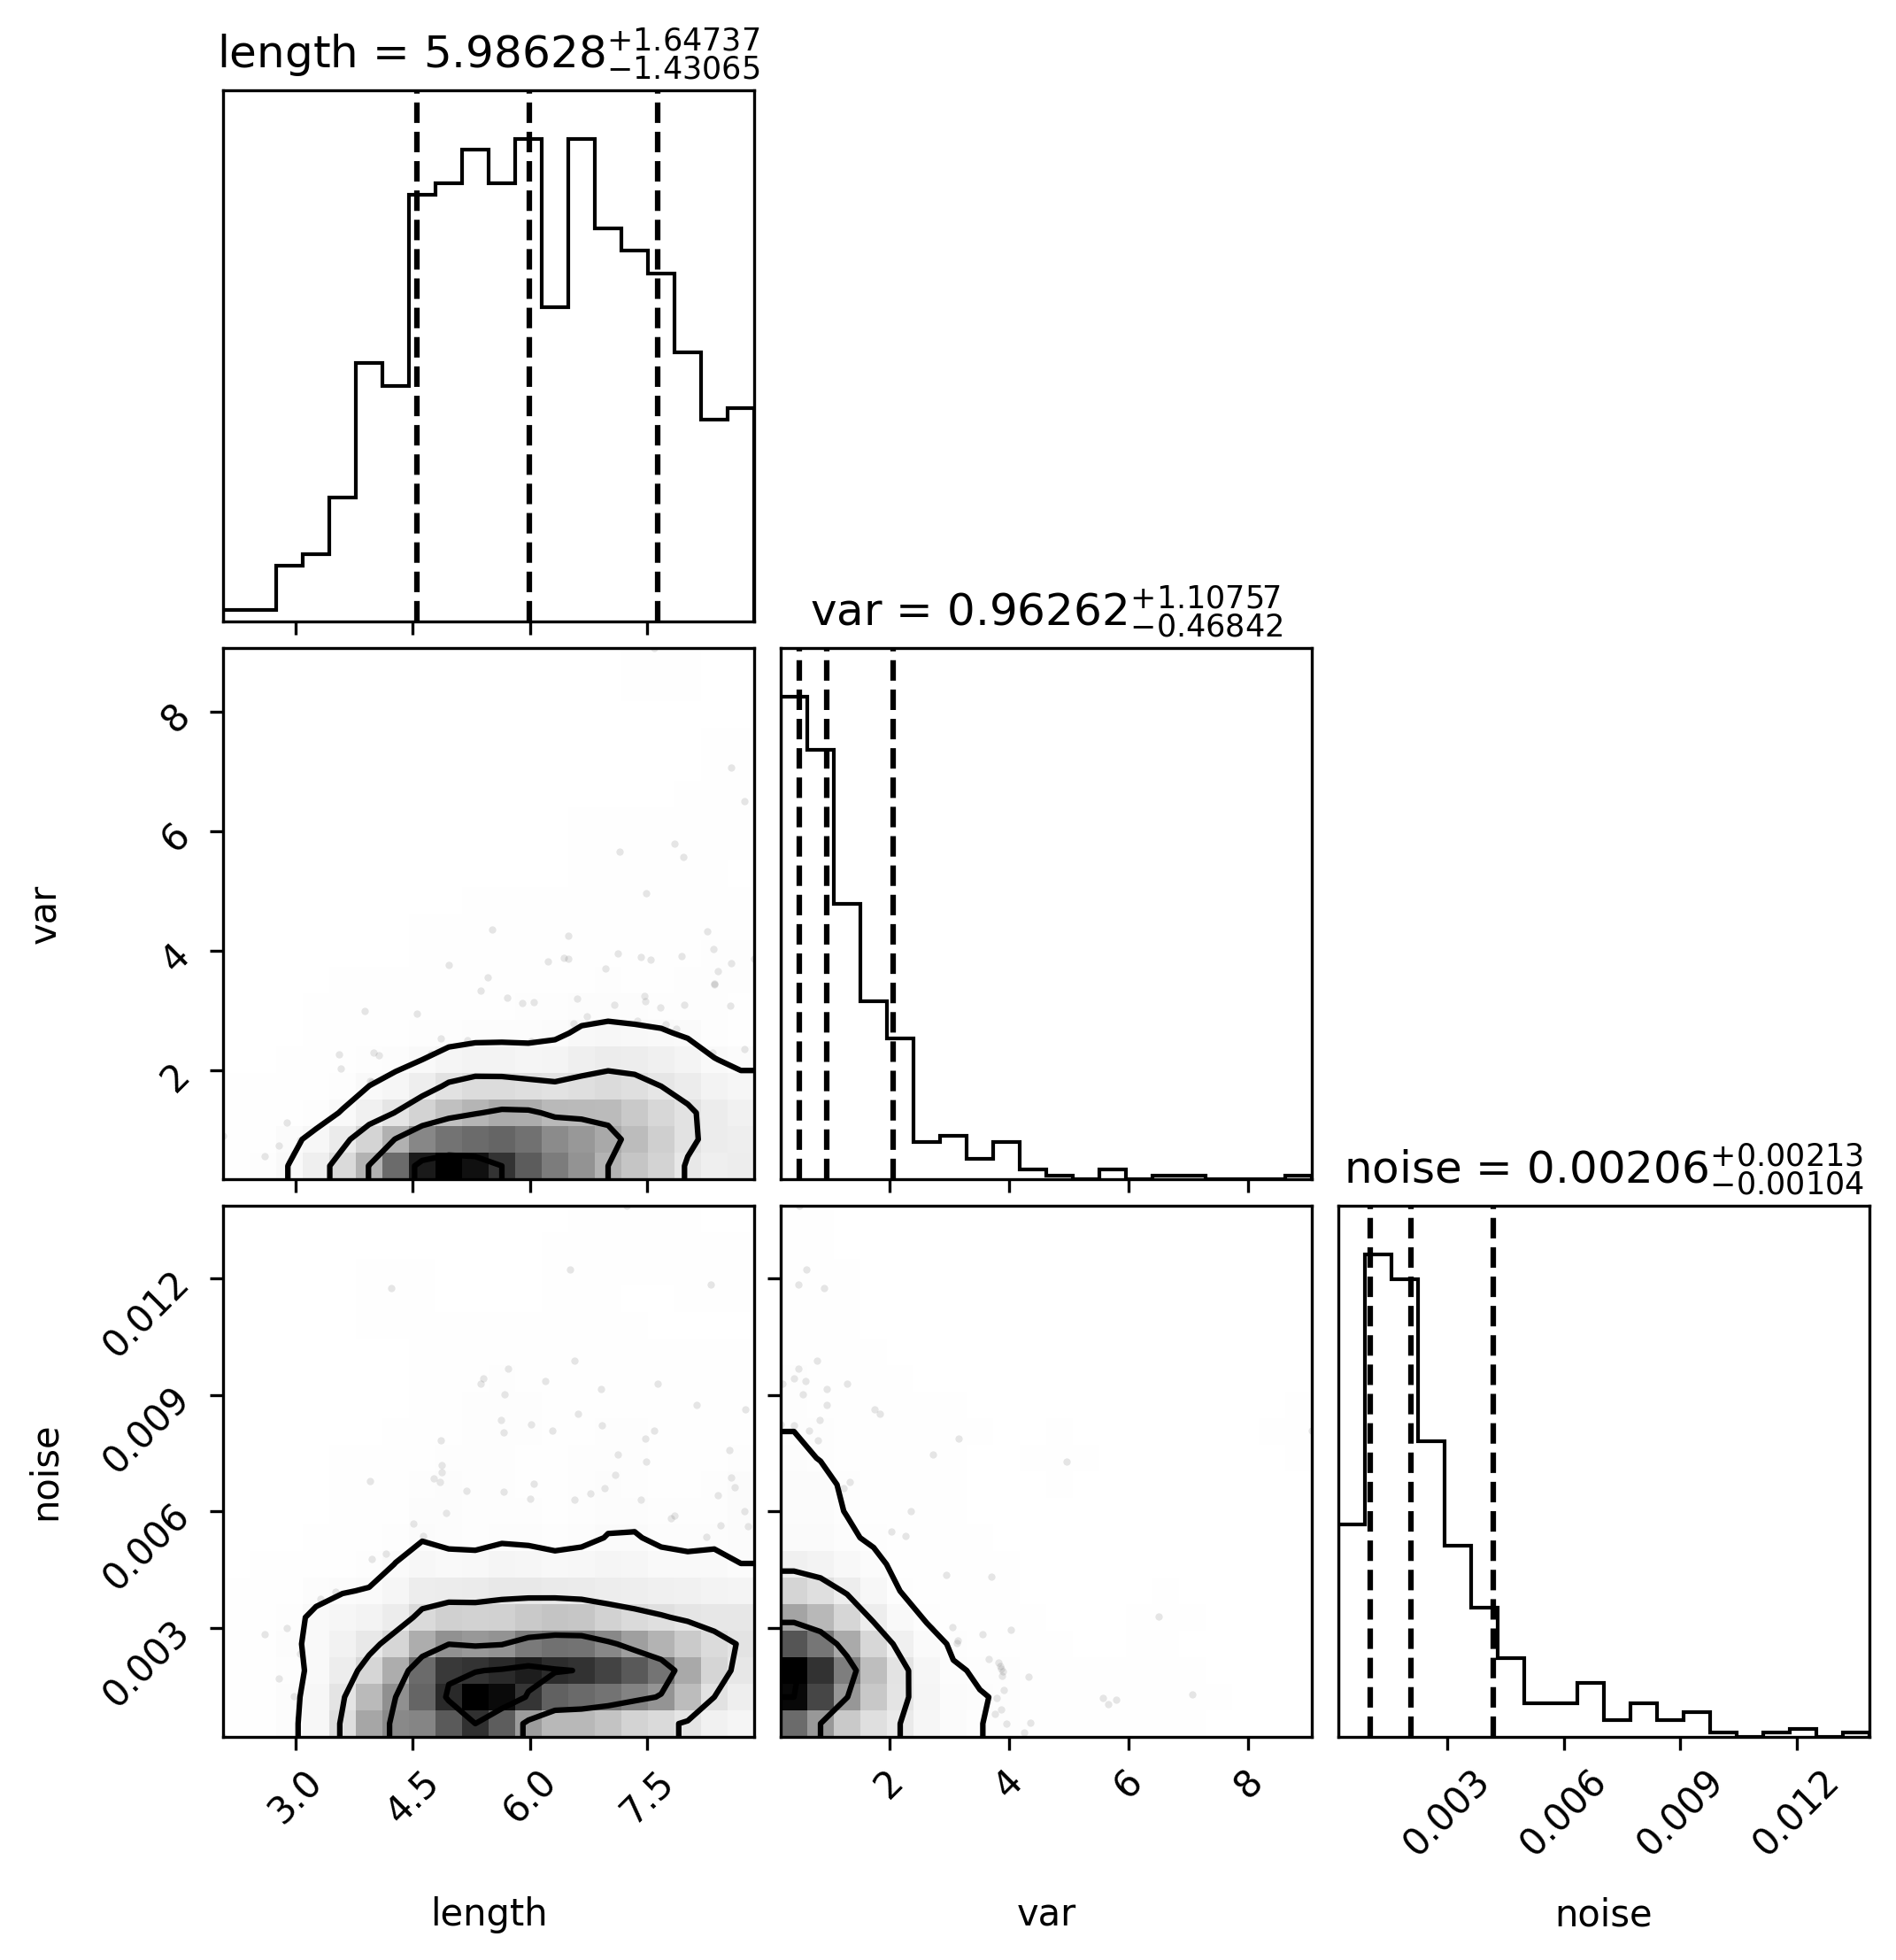 length = 5.98628 +1.64737 −1.43065
var = 0.96262 +1.10757 −0.46842
8
6
4
2
var
noise = 0.00206 +0.00213 −0.00104
0.012
0.009
0.006
0.003
noise
3.0 4.5 6.0 7.5
2 4 6 8
0.003 0.006 0.009 0.012
length
var
noise